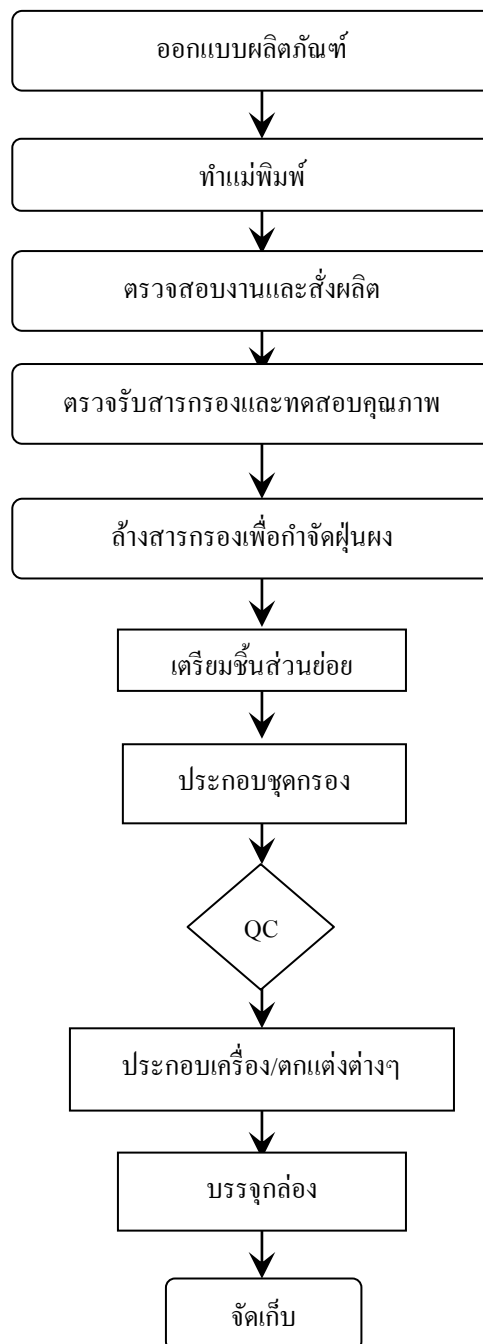 ออกแบบผลิตภัณฑ์
ทำแม่พิมพ์
ตรวจสอบงานและสั่งผลิต
ตรวจรับสารกรองและทดสอบคุณภาพ
ล้างสารกรองเพื่อกำจัดฝุ่นผง
เตรียมชิ้นส่วนย่อย
ประกอบชุดกรอง
QC
ประกอบเครื่อง/ตกแต่งต่างๆ
บรรจุกล่อง
จัดเก็บ